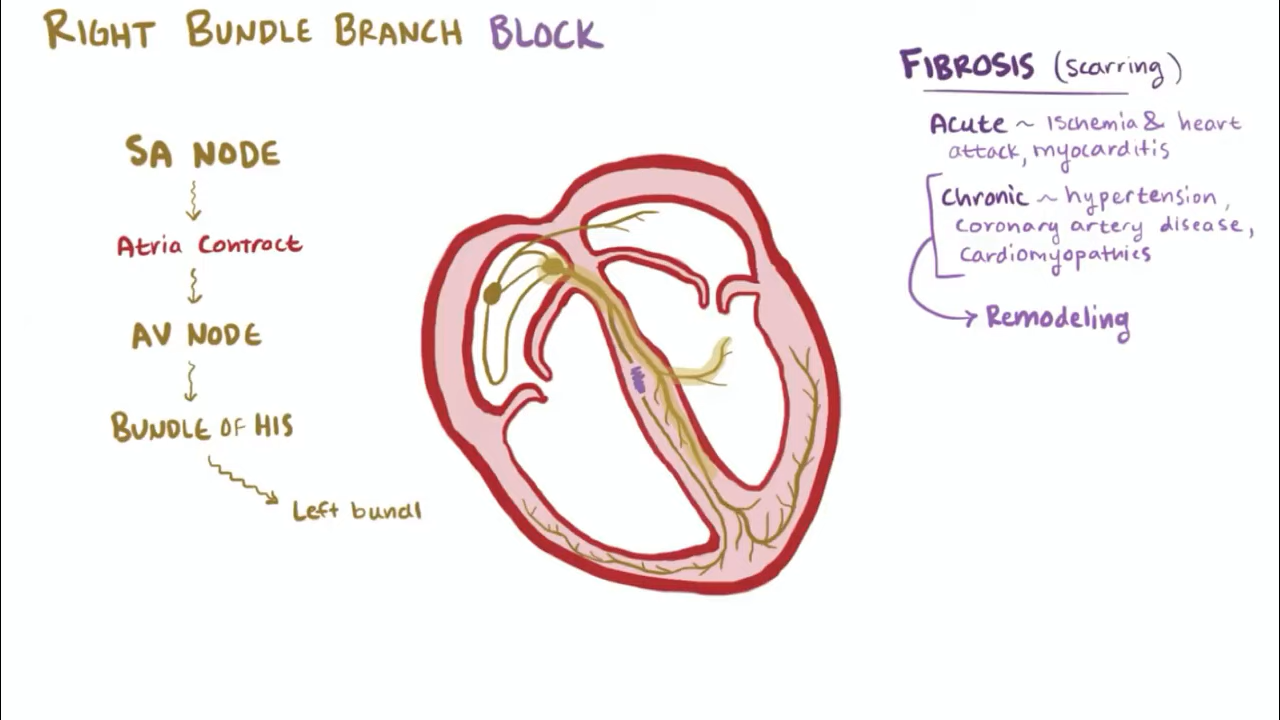 RIGHT BUNDLE BRANCH BLOCK
SA NODE
Atria Contract
AV NODE
BUNDLE OF HIS
Left bundl
FIBROSIS (scarring)
Acute ~ Ischemia & heart
attack, myocarditis
Chronic ~ hypertension,
Coronary artery disease,
Cardiomyopathies
Remodeling